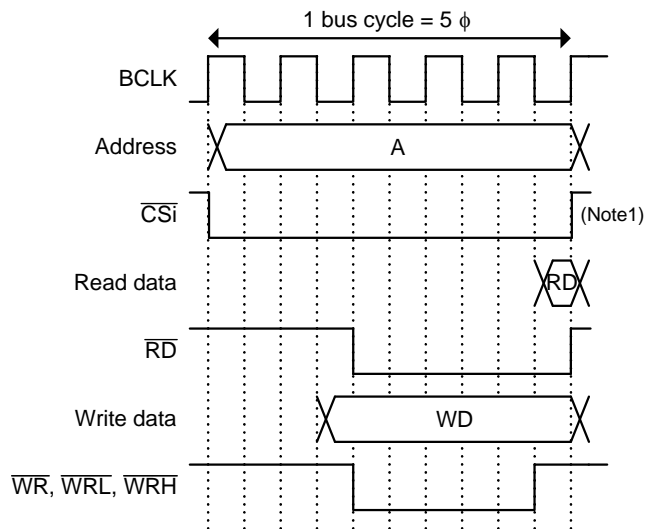 1 bus cycle = 5 ϕ
BCLK
Address
A
CSi
(Note1)
Read data
RD
RD
Write data
WD
WR, WRL, WRH